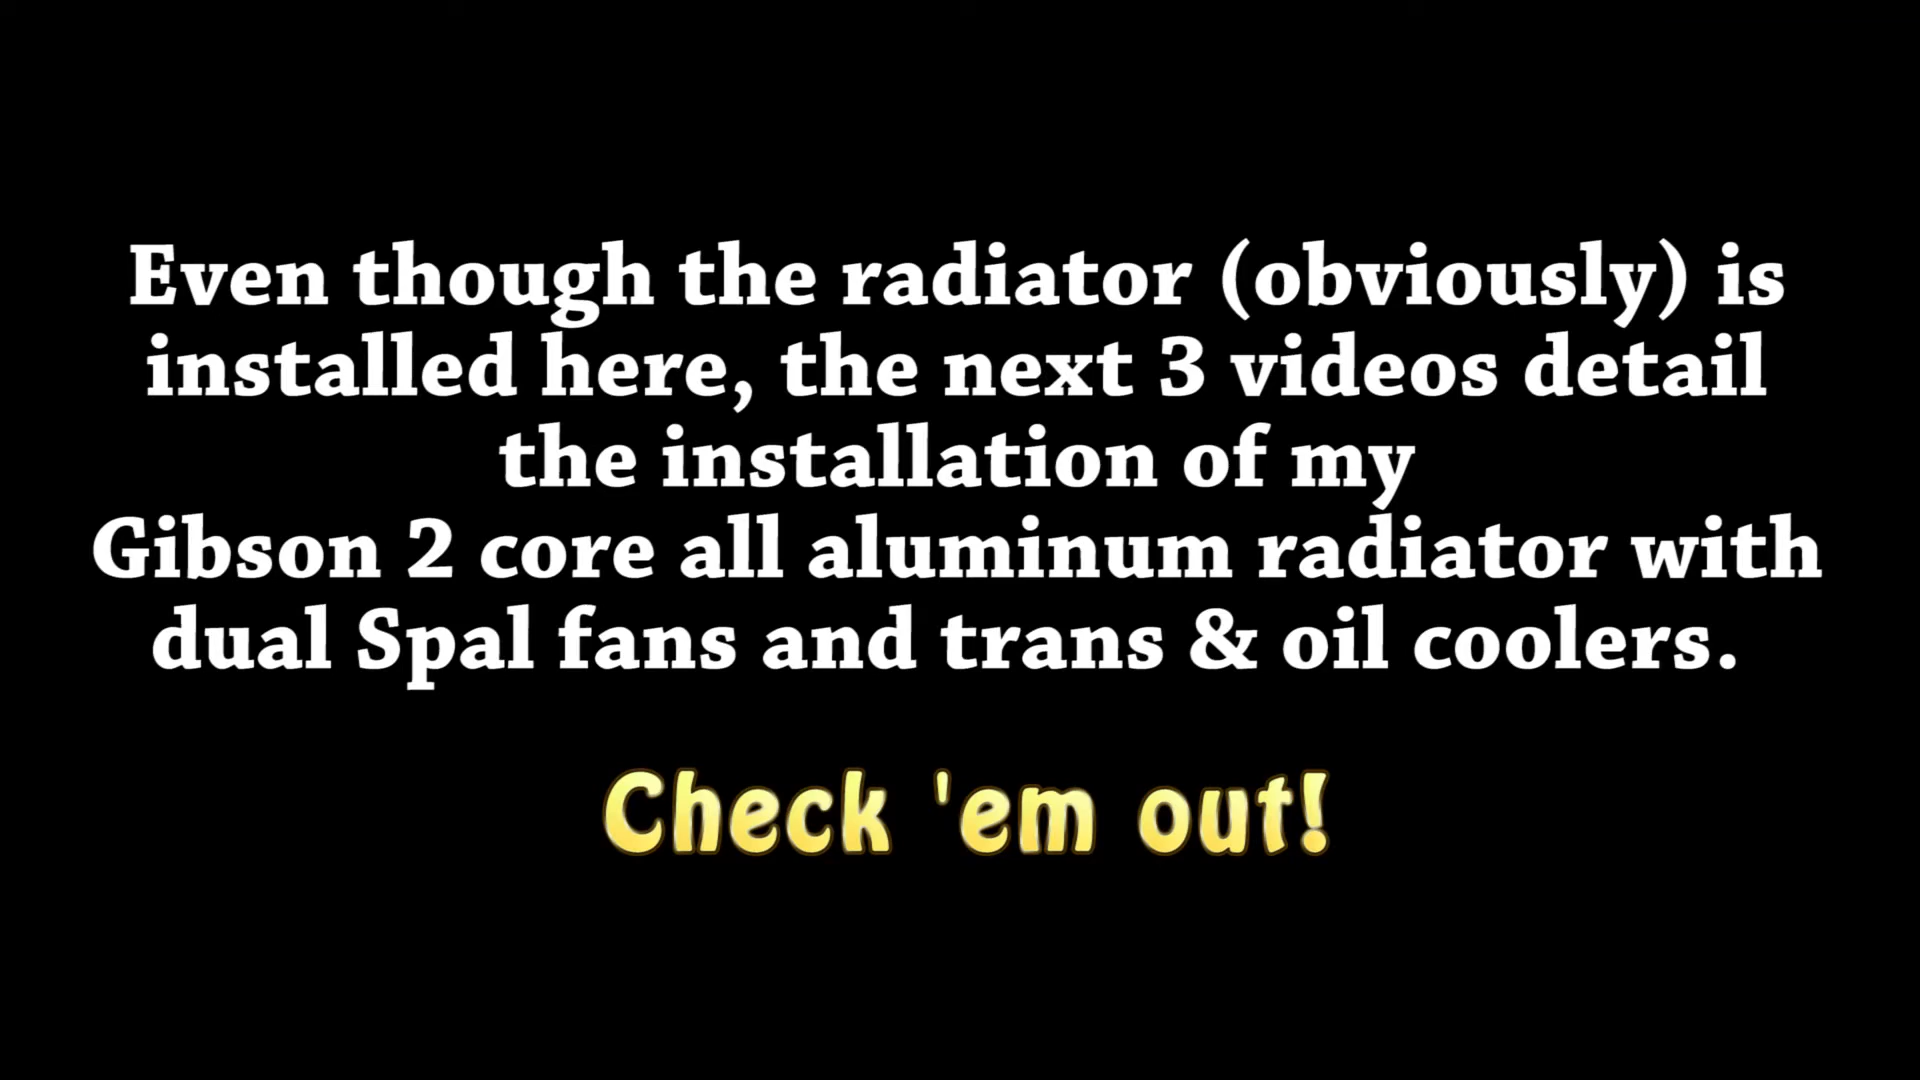 Even though the radiator (obviously) is
installed here, the next 3 videos detail
the installation of my
Gibson 2 core all aluminum radiator with
dual Spal fans and trans & oil coolers.
Check 'em out!